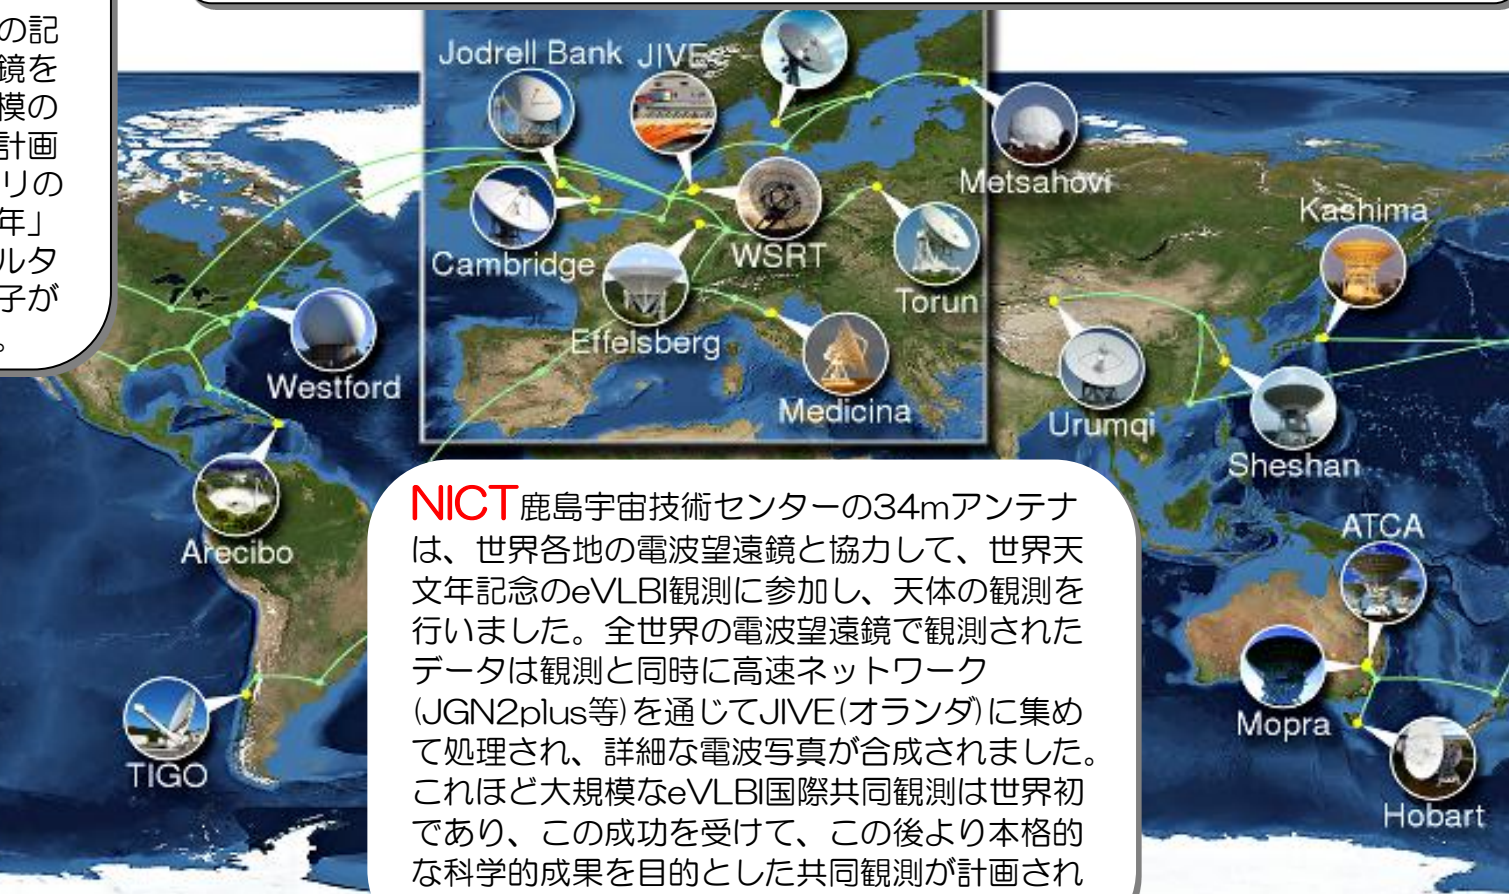 の記
鏡を
模の
計画
リの
年」
ルタ
子が
。
Jodrell Bank
JIVE
Metsahovi
Cambridge
WSRT
Torun
Effelsberg
Medicina
Westford
Arecibo
TIGO
Kashima
Urumqi
Sheshan
ATCA
Mopra
Hobart
NICT鹿島宇宙技術センターの34mアンテナ
は、世界各地の電波望遠鏡と協力して、世界天
文年記念のeVLBI観測に参加し、天体の観測を
行いました。全世界の電波望遠鏡で観測された
データは観測と同時に高速ネットワーク
(JGN2plus等)を通じてJIVE(オランダ)に集め
て処理され、詳細な電波写真が合成されました。
これほど大規模なeVLBI国際共同観測は世界初
であり、この成功を受けて、この後より本格的
な科学的成果を目的とした共同観測が計画され